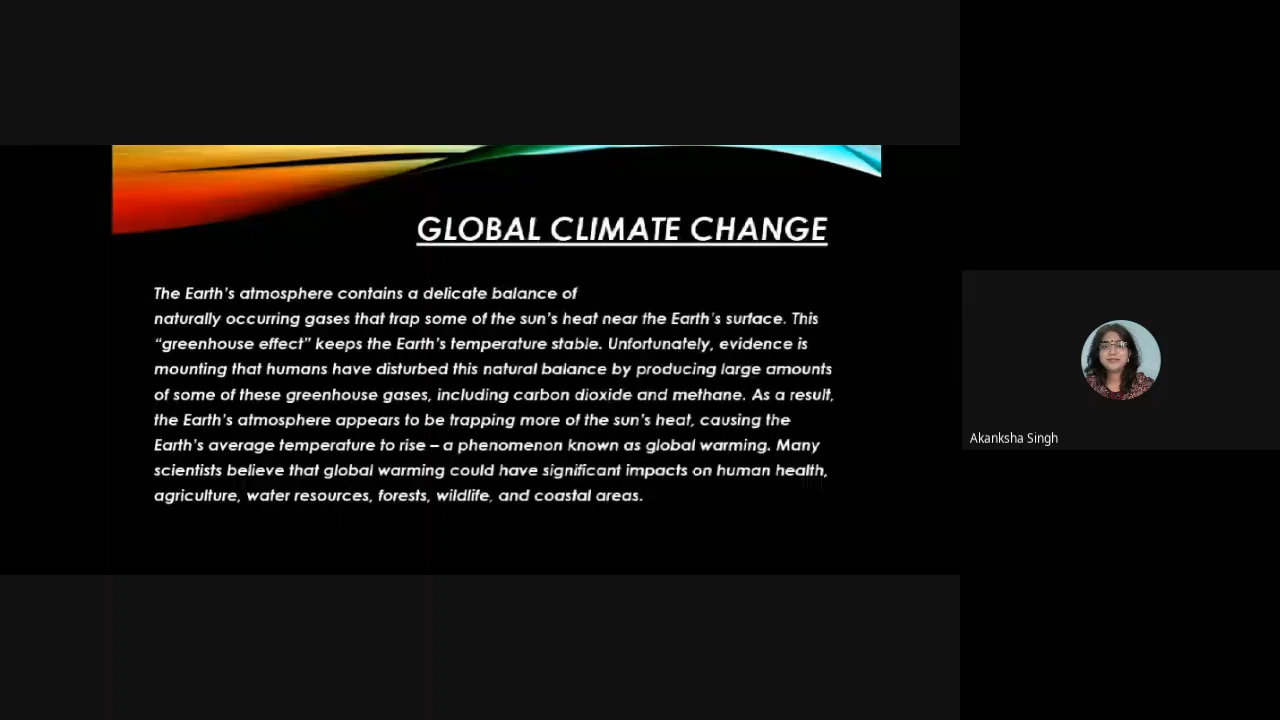 GLOBAL CLIMATE CHANGE
The Earth's atmosphere contains a delicate balance of
naturally occurring gases that trap some of the sun's heat near the Earth's surface. This
“greenhouse effect” keeps the Earth's temperature stable. Unfortunately, evidence is
mounting that humans have disturbed this natural balance by producing large amounts
of some of these greenhouse gases, including carbon dioxide and methane. As a result,
the Earth's atmosphere appears to be trapping more of the sun's heat, causing the
Earth's average temperature to rise – a phenomenon known as global warming. Many
scientists believe that global warming could have significant impacts on human health,
agriculture, water resources, forests, wildlife, and coastal areas.
Akanksha Singh